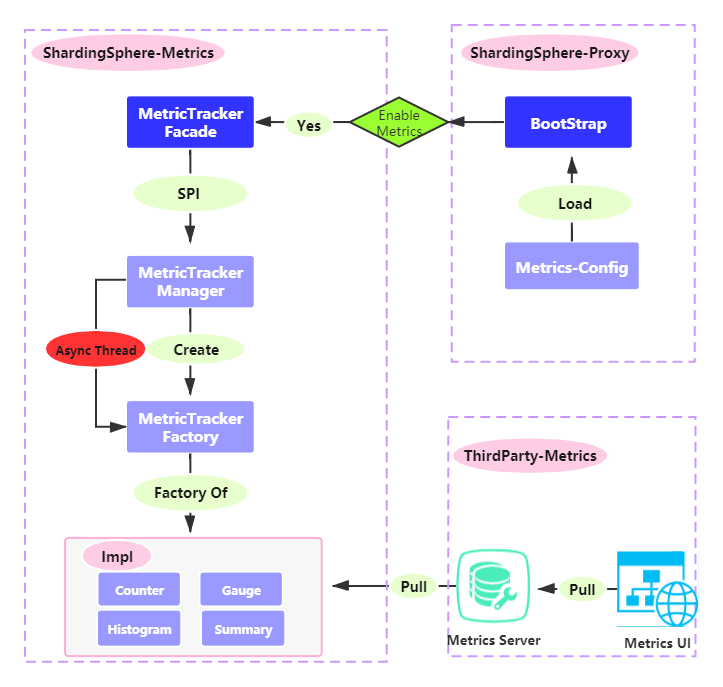 ShardingSphere-Metrics
ShardingSphere-Proxy
MetricTracker
Facade
Yes
Enable
Metrics
BootStrap
SPI
Load
MetricTracker
Manager
Metrics-Config
Async Thread
Create
MetricTracker
Factory
ThirdParty-Metrics
Factory Of
Impl
Counter
Gauge
Histogram
Summary
Pull
Pull
Metrics Server
Metrics UI